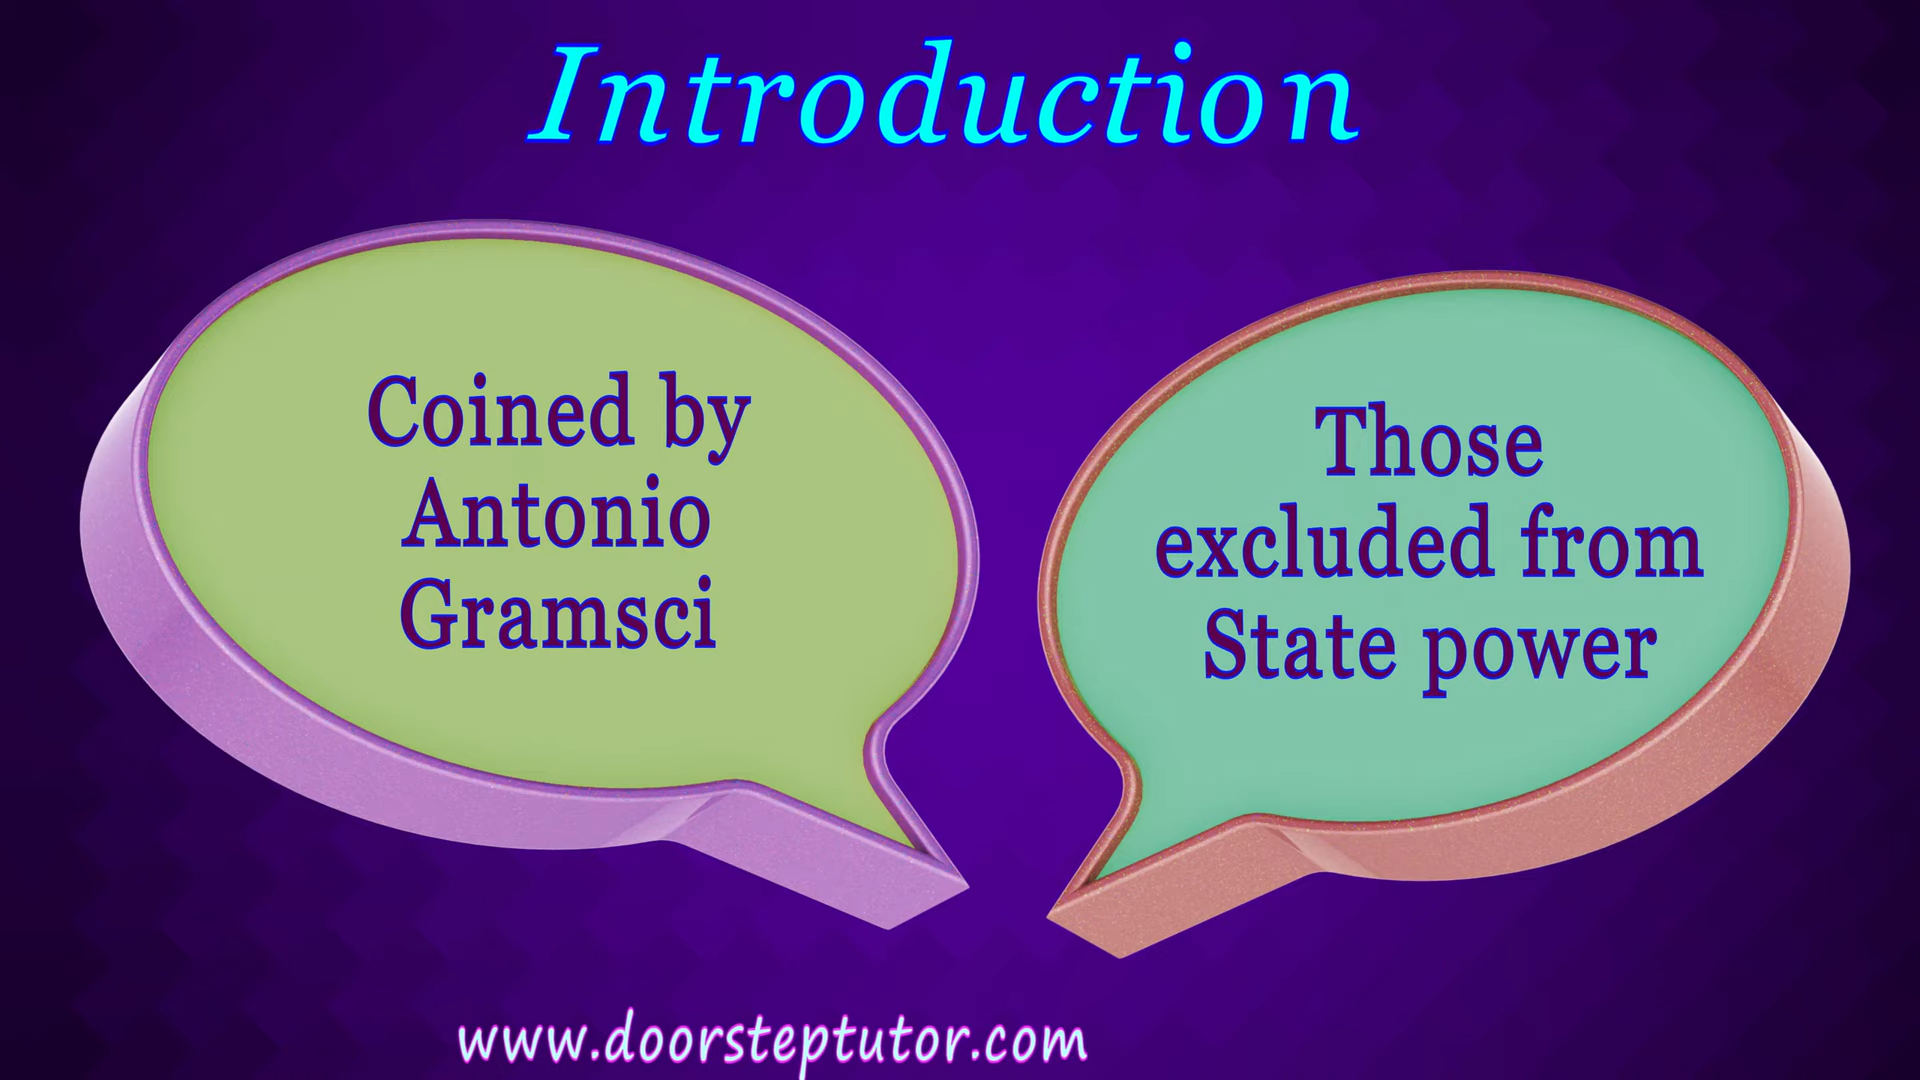 Introduction
Coined by
Antonio
Gramsci
Those
excluded from
State power
www.doorsteptutor.com